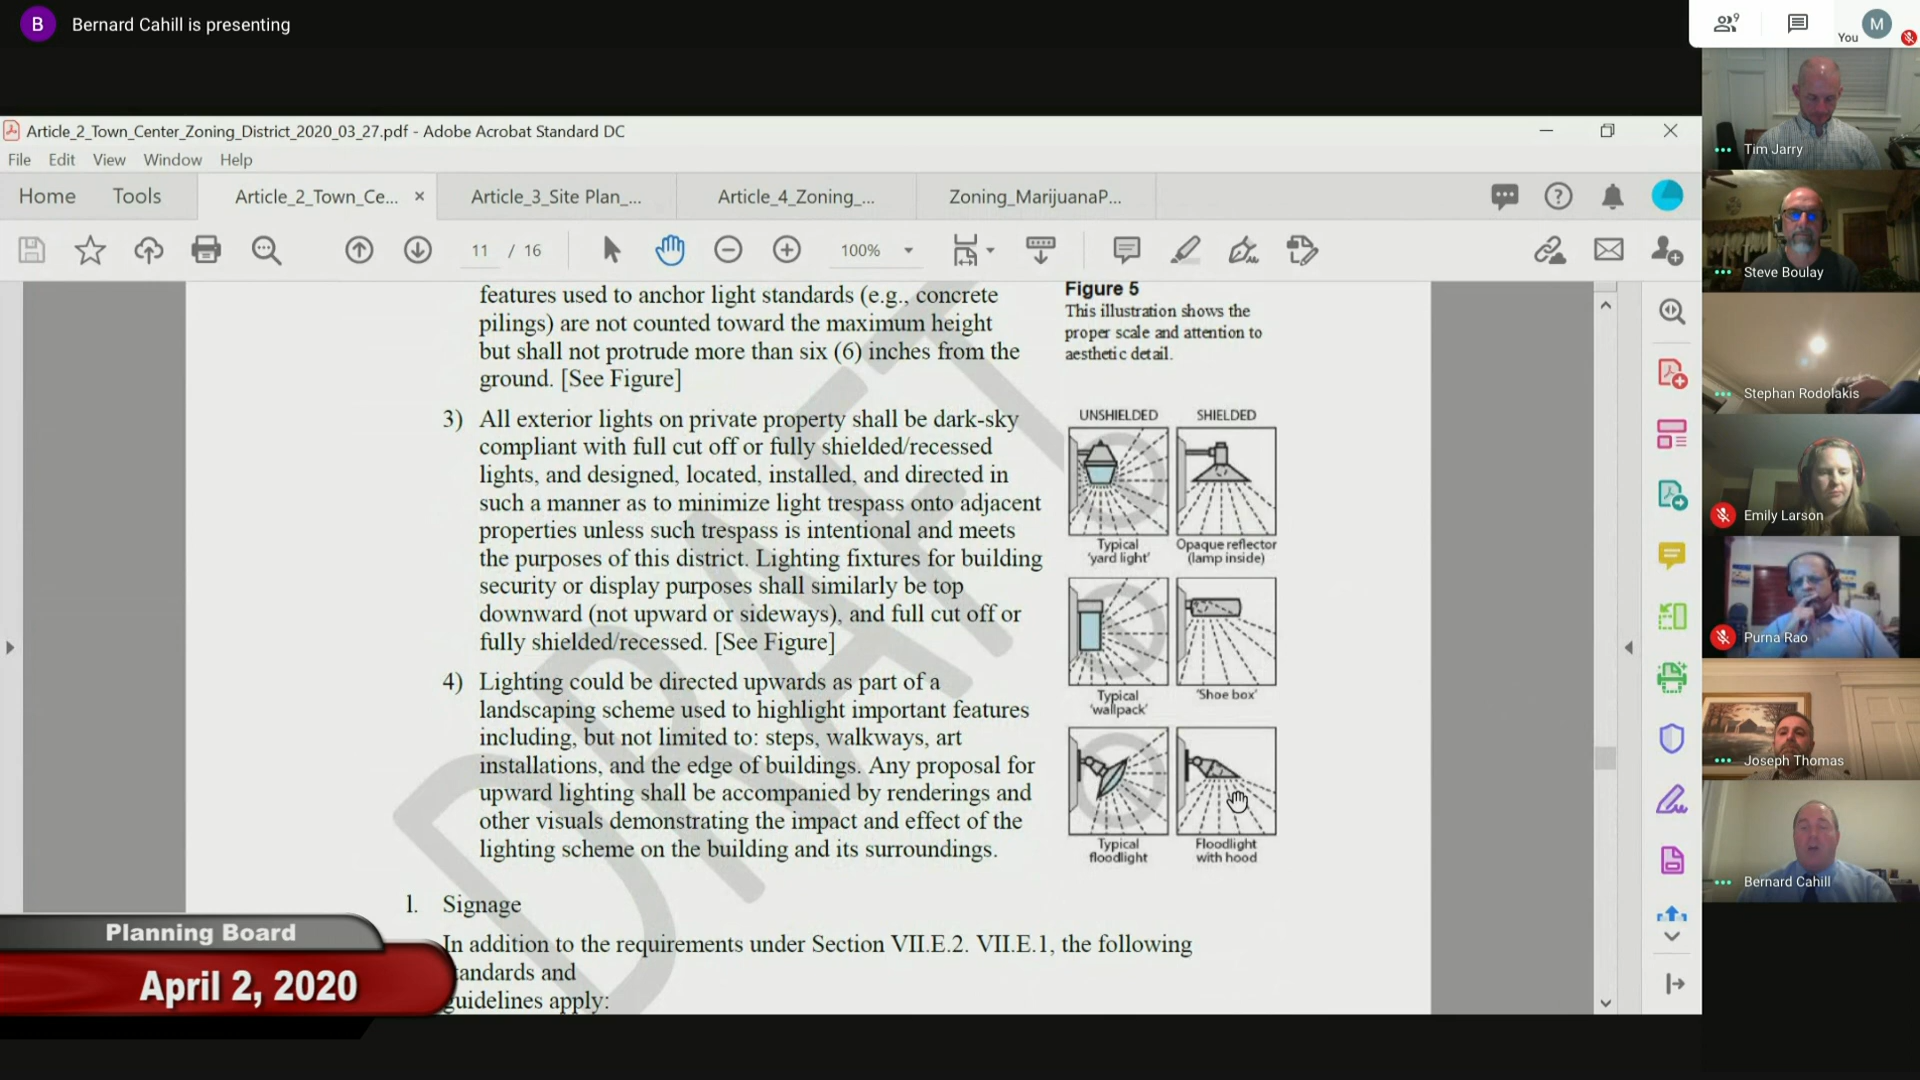 B
Bernard Cahill is presenting
9
You
M
Article_2_Town_Center_Zoning_District_2020_03_27.pdf - Adobe Acrobat Standard DC
File Edit View Window Help
Home Tools Article_2_Town_Ce... × Article_3_Site Plan_... Article_4_Zoning_... Zoning_MarijuanaP...
11 / 16 100%
features used to anchor light standards (e.g., concrete
pilings) are not counted toward the maximum height
but shall not protrude more than six (6) inches from the
ground. [See Figure]
3) All exterior lights on private property shall be dark-sky
compliant with full cut off or fully shielded/recessed
lights, and designed, located, installed, and directed in
such a manner as to minimize light trespass onto adjacent
properties unless such trespass is intentional and meets
the purposes of this district. Lighting fixtures for building
security or display purposes shall similarly be top
downward (not upward or sideways), and full cut off or
fully shielded/recessed. [See Figure]
4) Lighting could be directed upwards as part of a
landscaping scheme used to highlight important features
including, but not limited to: steps, walkways, art
installations, and the edge of buildings. Any proposal for
upward lighting shall be accompanied by renderings and
other visuals demonstrating the impact and effect of the
lighting scheme on the building and its surroundings.
Figure 5
This illustration shows the
proper scale and attention to
aesthetic detail.
UNSHIELDED SHIELDED
Typical
'yard light'
Opaque reflector
(lamp inside)
Typical
'wallpack'
'Shoe box'
Typical
floodlight
Floodlight
with hood
l. Signage
In addition to the requirements under Section VII.E.2. VII.E.1, the following
standards and
guidelines apply:
DRAFT
Planning Board
April 2, 2020
Tim Jarry
Steve Boulay
Stephan Rodolakis
Emily Larson
Purna Rao
Joseph Thomas
Bernard Cahill